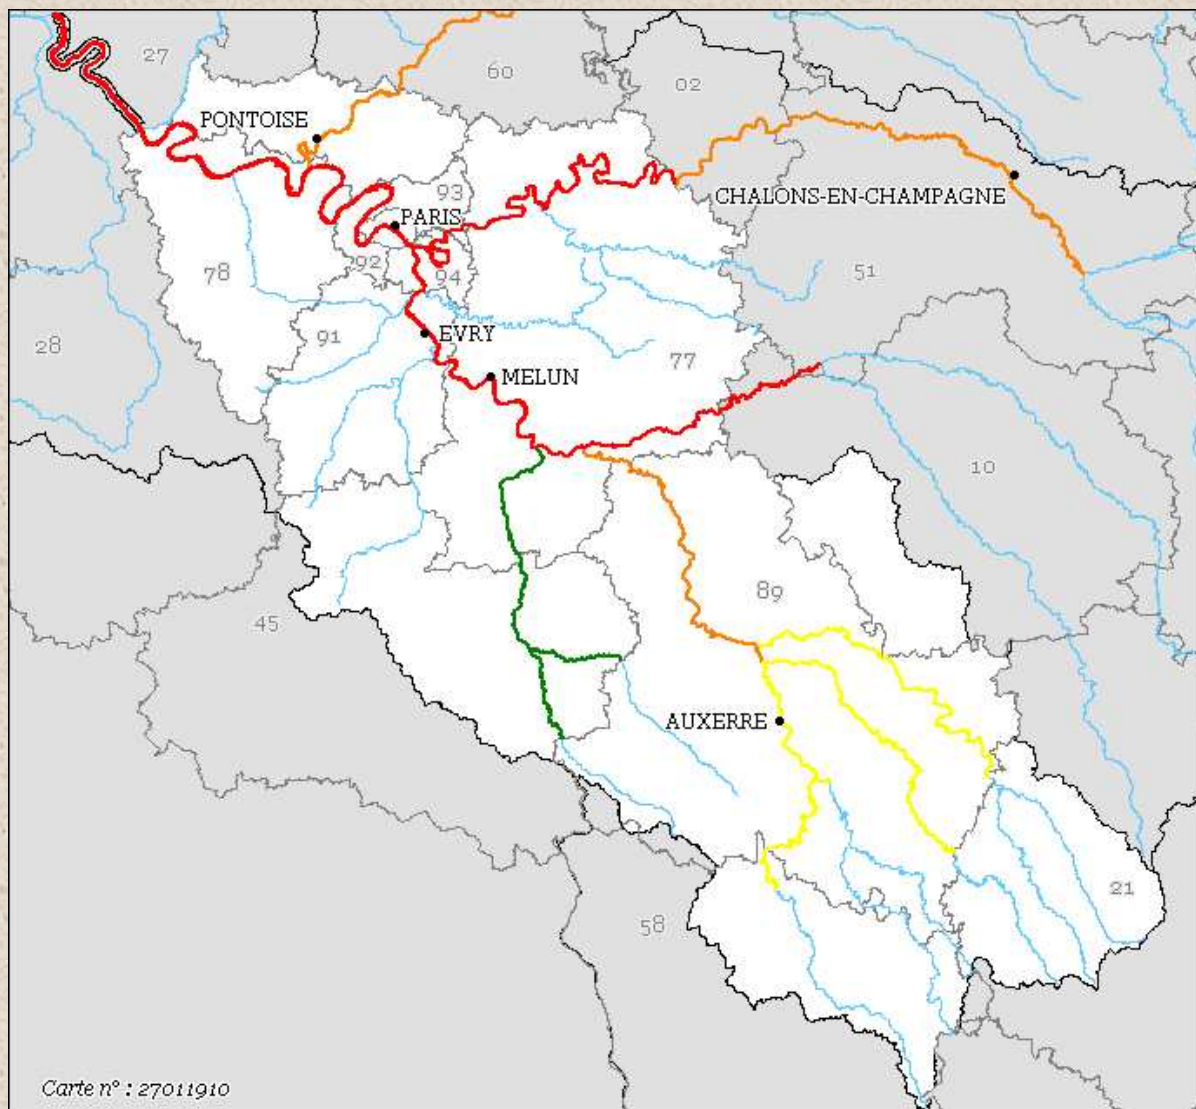 27
60
02
PONTOISE
CHALONS-EN-CHAMPAGNE
93
PARIS
92
94
78
51
91
EVRY
28
77
MELUN
10
89
45
AUXERRE
21
58
Carte n° : 27011910